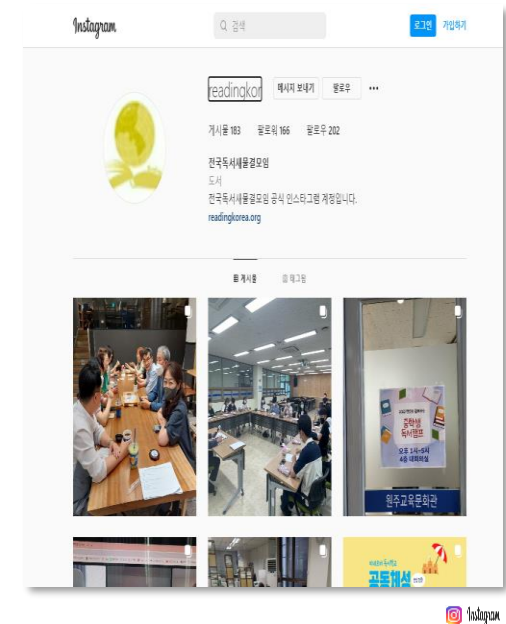 Instagram
검색
로그인 가입하기
readingkor
메시지 보내기 팔로우
게시물 183 팔로워 166 팔로우 202
전국독서새물결모임
도서
전국독서새물결모임 공식 인스타그램 계정입니다.
readingkorea.org
게시물 태그됨
중학생
독서캠프
오후 1시~5시
4층 대회의실
원주교육문화관
Instagram